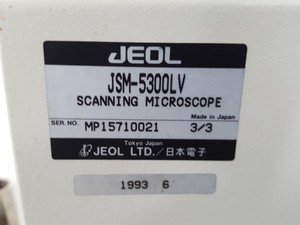 JEOL
JSM-5300LV
SCANNING MICROSCOPE
SER. NO. MP15710021 Made in Japan 3/3
Tokyo Japan
JEOL LTD./日本電子
1993 6